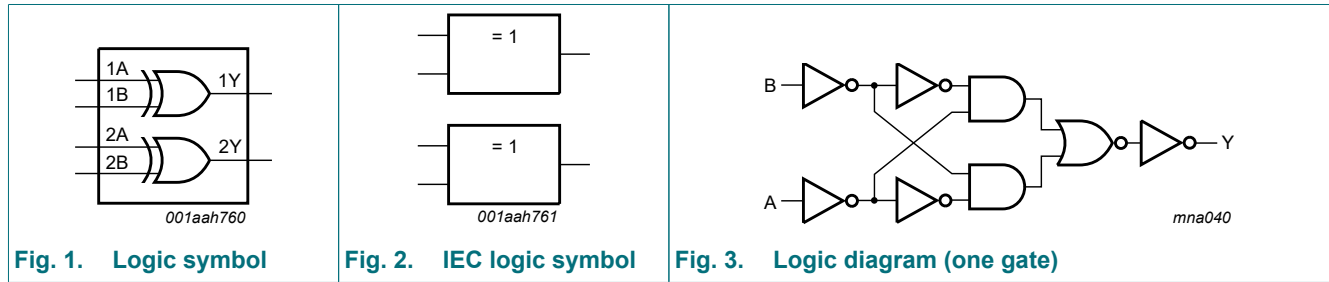 1A
1B
1Y
2A
2B
2Y
001aah760
Fig. 1. Logic symbol
= 1
= 1
001aah761
Fig. 2. IEC logic symbol
B
A
Y
mna040
Fig. 3. Logic diagram (one gate)